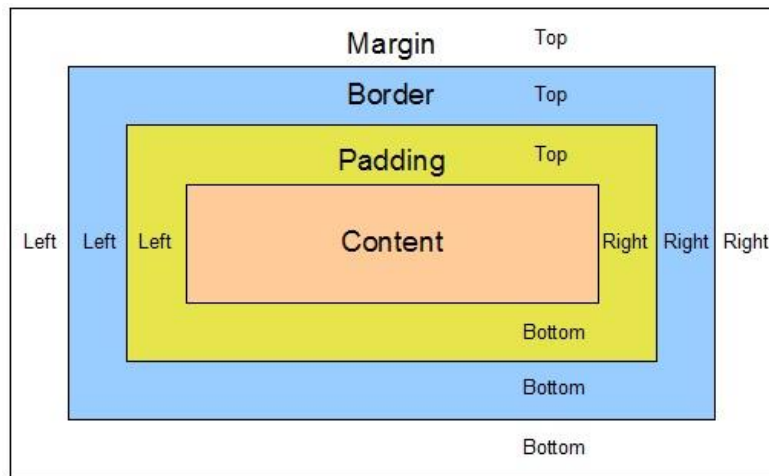 Margin Top
Border Top
Padding Top
Left Left Left Content Right Right Right
Bottom
Bottom
Bottom